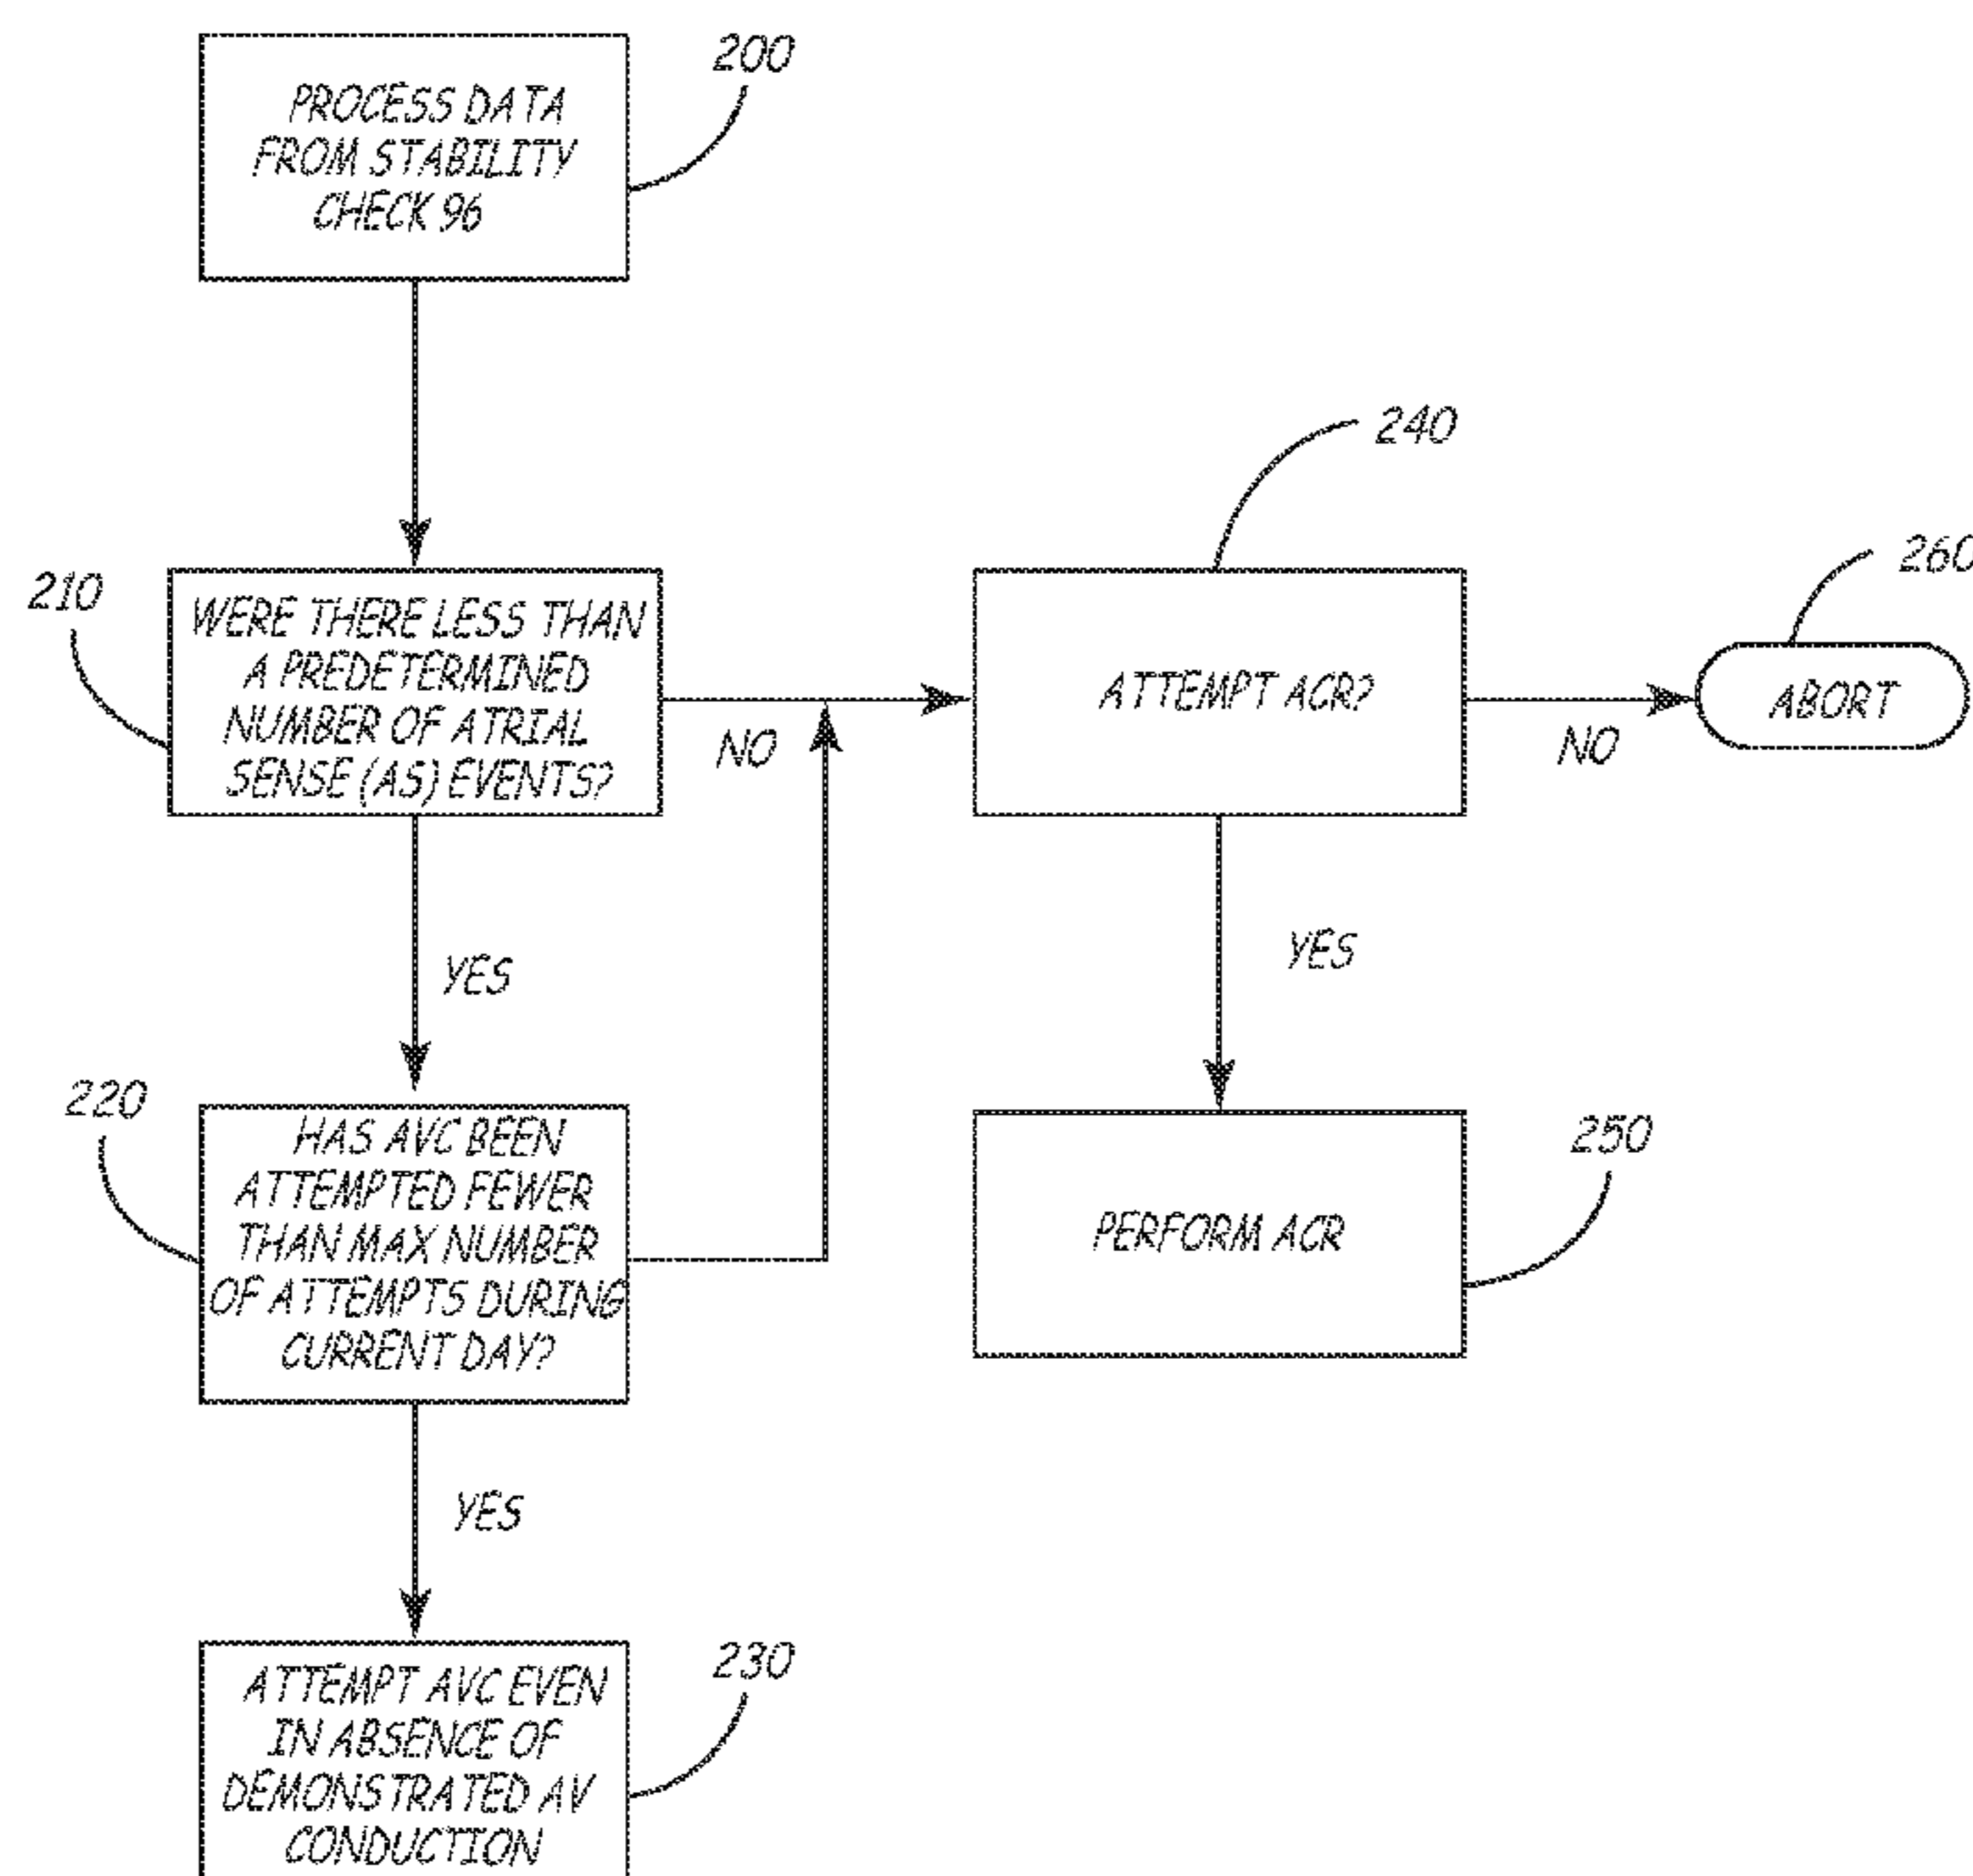 200
PROCESS DATA
FROM STABILITY
CHECK 96
210
WERE THERE LESS THAN
A PREDETERMINED
NUMBER OF ATRIAL
SENSE (AS) EVENTS?
NO
240
ATTEMPT ACR?
NO
260
ABORT
YES
YES
220
HAS AVC BEEN
ATTEMPTED FEWER
THAN MAX NUMBER
OF ATTEMPTS DURING
CURRENT DAY?
250
PERFORM ACR
YES
230
ATTEMPT AVC EVEN
IN ABSENCE OF
DEMONSTRATED AV
CONDUCTION